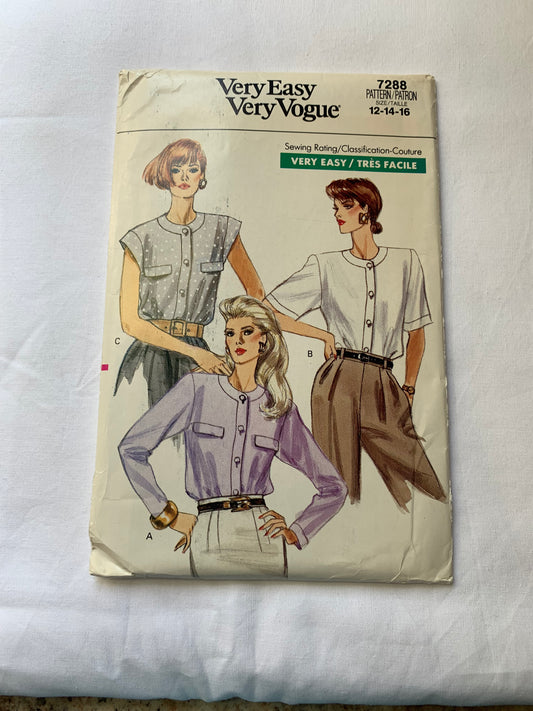 Very Easy
Very Vogue®
7288
PATTERN/PATRON
SIZE/TAILLE
12-14-16
Sewing Rating/Classification-Couture
VERY EASY / TRÈS FACILE
C
B
A